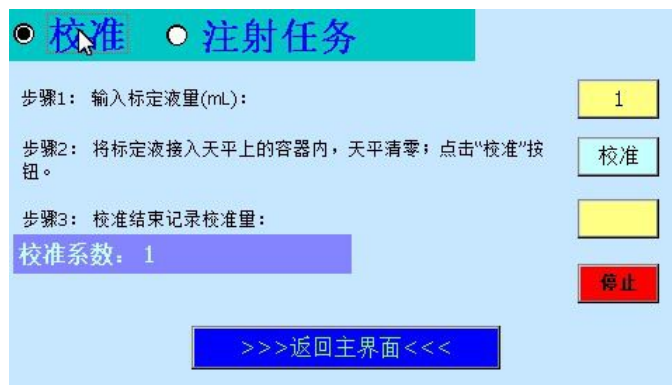 校准 注射任务
步骤1: 输入标定液量(mL):
1
步骤2: 将标定液接入天平上的容器内，天平清零；点击“校准”按
钮。
校准
步骤3: 校准结束记录校准量:
校准系数: 1
停止
>>>返回主界面<<<